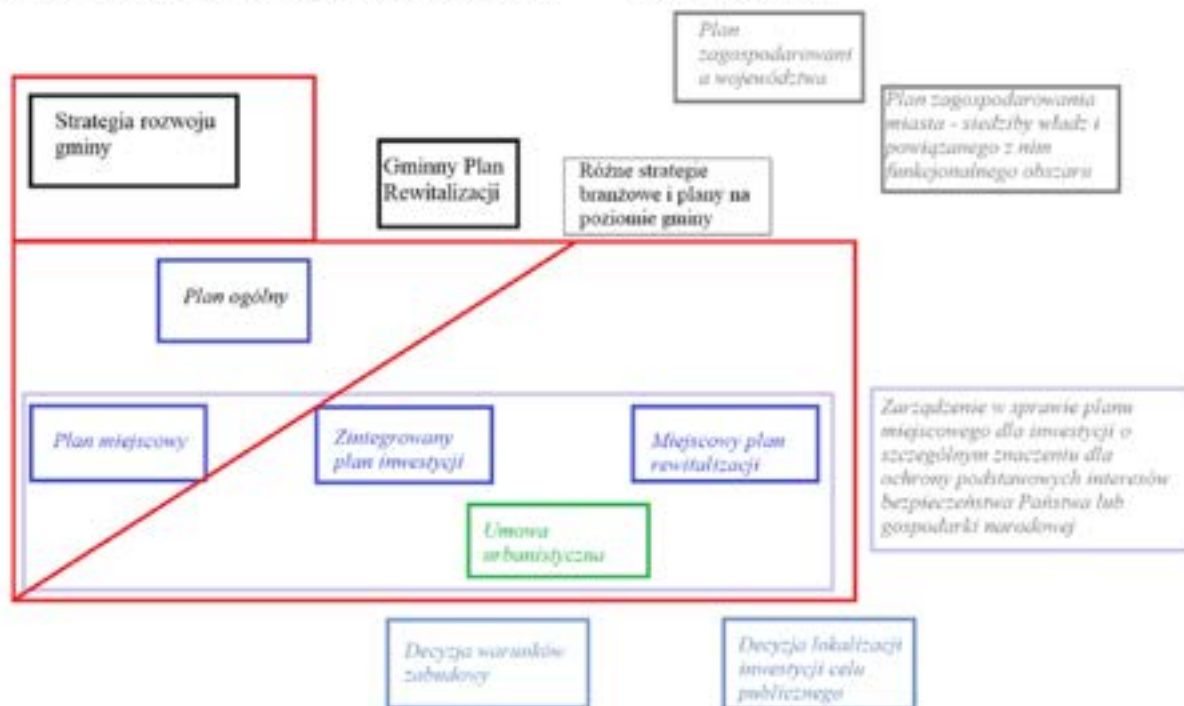 Plan
zagospodarowani
a województwa
Plan zagospodarowania
miasta - siedziby władz i
powiązanego z nim
funkcjonalnego obszaru
Strategia rozwoju
gminy
Gminny Plan
Rewitalizacji
Różne strategie
branżowe i plany na
poziomie gminy
Plan ogólny
Plan miejscowy
Zintegrowany
plan inwestycji
Miejscowy plan
rewitalizacji
Zarządzenie w sprawie planu
miejscowego dla inwestycji o
szczególnym znaczeniu dla
ochrony podstawowych interesów
bezpieczeństwa Państwa lub
gospodarki narodowej
Umowa
urbanistyczna
Decyzja warunków
zabudowy
Decyzja lokalizacji
inwestycji celu
publicznego